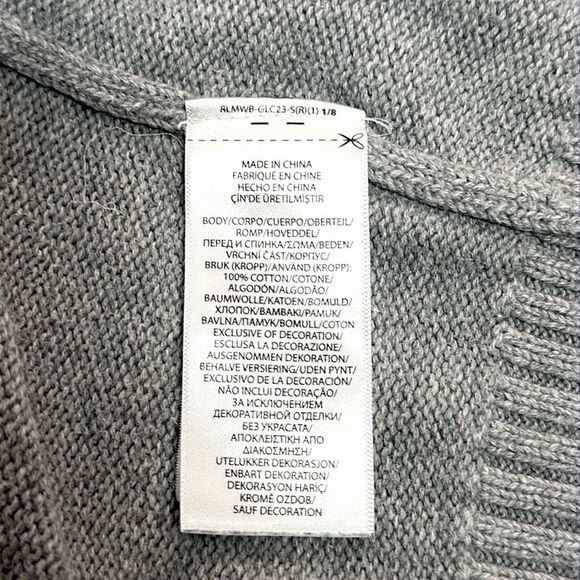 RLMWB-GLC23-S(R)(1) 1/8
MADE IN CHINA
FABRIQUÉ EN CHINE
HECHO EN CHINA
ÇİN'DE ÜRETİLMİŞTİR
BODY/CORPO/CUERPO/OBERTEIL/
ROMP/HOVEDDEL/
ПЕРЕД И СПИНКА/ΣΩΜΑ/BEDEN/
VRCHNÍ ČÁST/КОРПУС/
BRUK (KROPP)/ANVÄND (KROPP):
100% COTTON/COTONE/
ALGODÓN/ALGODÃO/
BAUMWOLLE/KATOEN/BOMULD/
ХЛОПОК/ΒΑΜΒΑΚΙ/PAMUK/
BAVLNA/ПАМУК/BOMULL/COTON
EXCLUSIVE OF DECORATION/
ESCLUSA LA DECORAZIONE/
AUSGENOMMEN DEKORATION/
BEHALVE VERSIERING/UDEN PYNT/
EXCLUSIVO DE LA DECORACIÓN/
NÃO INCLUI DECORAÇÃO/
ЗА ИСКЛЮЧЕНИЕМ
ДЕКОРАТИВНОЙ ОТДЕЛКИ/
БЕЗ УКРАСАТА/
ΑΠΟΚΛΕΙΣΤΙΚΗ ΑΠΟ
ΔΙΑΚΟΣΜΗΣΗ/
UTELUKKER DEKORASJON/
ENBART DEKORATION/
DEKORASYON HARİÇ/
KROMĚ OZDOB/
SAUF DÉCORATION